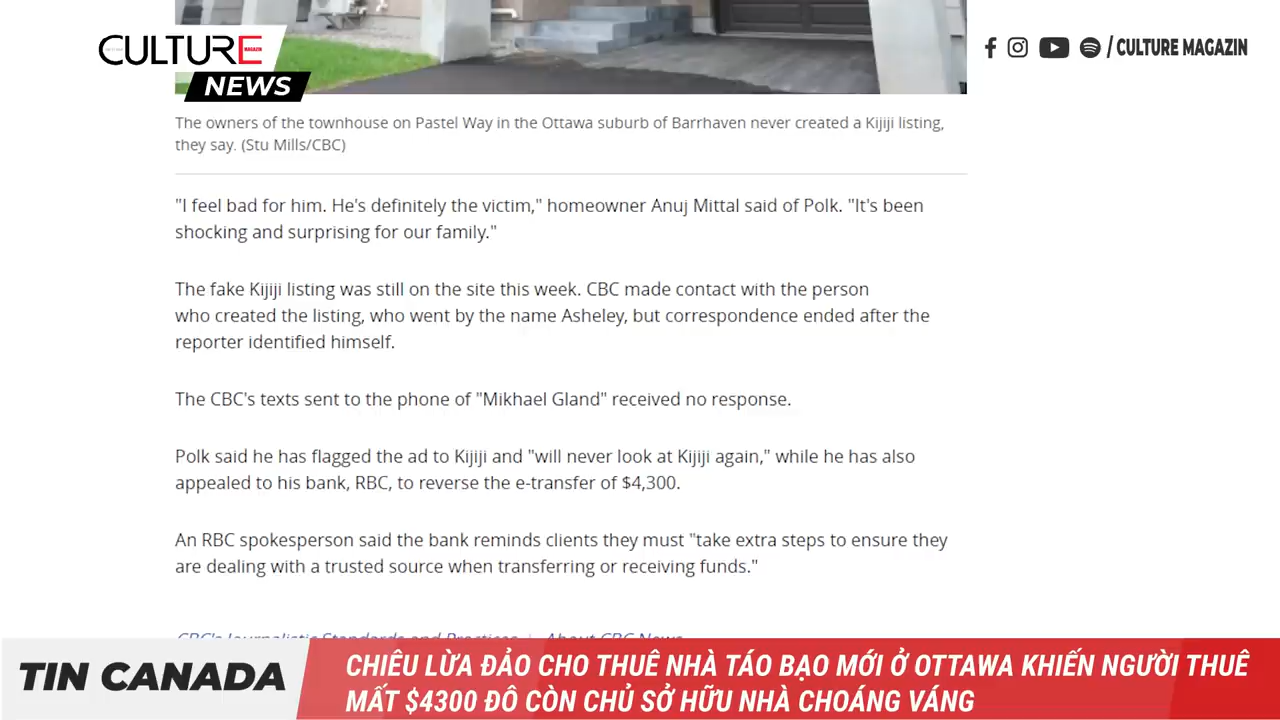 CULTURE
MAGAZIN
NEWS
/ CULTURE MAGAZIN
The owners of the townhouse on Pastel Way in the Ottawa suburb of Barrhaven never created a Kijiji listing,
they say. (Stu Mills/CBC)
"I feel bad for him. He's definitely the victim," homeowner Anuj Mittal said of Polk. "It's been
shocking and surprising for our family."
The fake Kijiji listing was still on the site this week. CBC made contact with the person
who created the listing, who went by the name Asheley, but correspondence ended after the
reporter identified himself.
The CBC's texts sent to the phone of "Mikhael Gland" received no response.
Polk said he has flagged the ad to Kijiji and "will never look at Kijiji again," while he has also
appealed to his bank, RBC, to reverse the e-transfer of $4,300.
An RBC spokesperson said the bank reminds clients they must "take extra steps to ensure they
are dealing with a trusted source when transferring or receiving funds."
CBC's Journalistic Standards and Practices | About CBC News
TIN CANADA
CHIÊU LỪA ĐẢO CHO THUÊ NHÀ TÁO BẠO MỚI Ở OTTAWA KHIẾN NGƯỜI THUÊ
MẤT $4300 ĐÔ CÒN CHỦ SỞ HỮU NHÀ CHOÁNG VÁNG